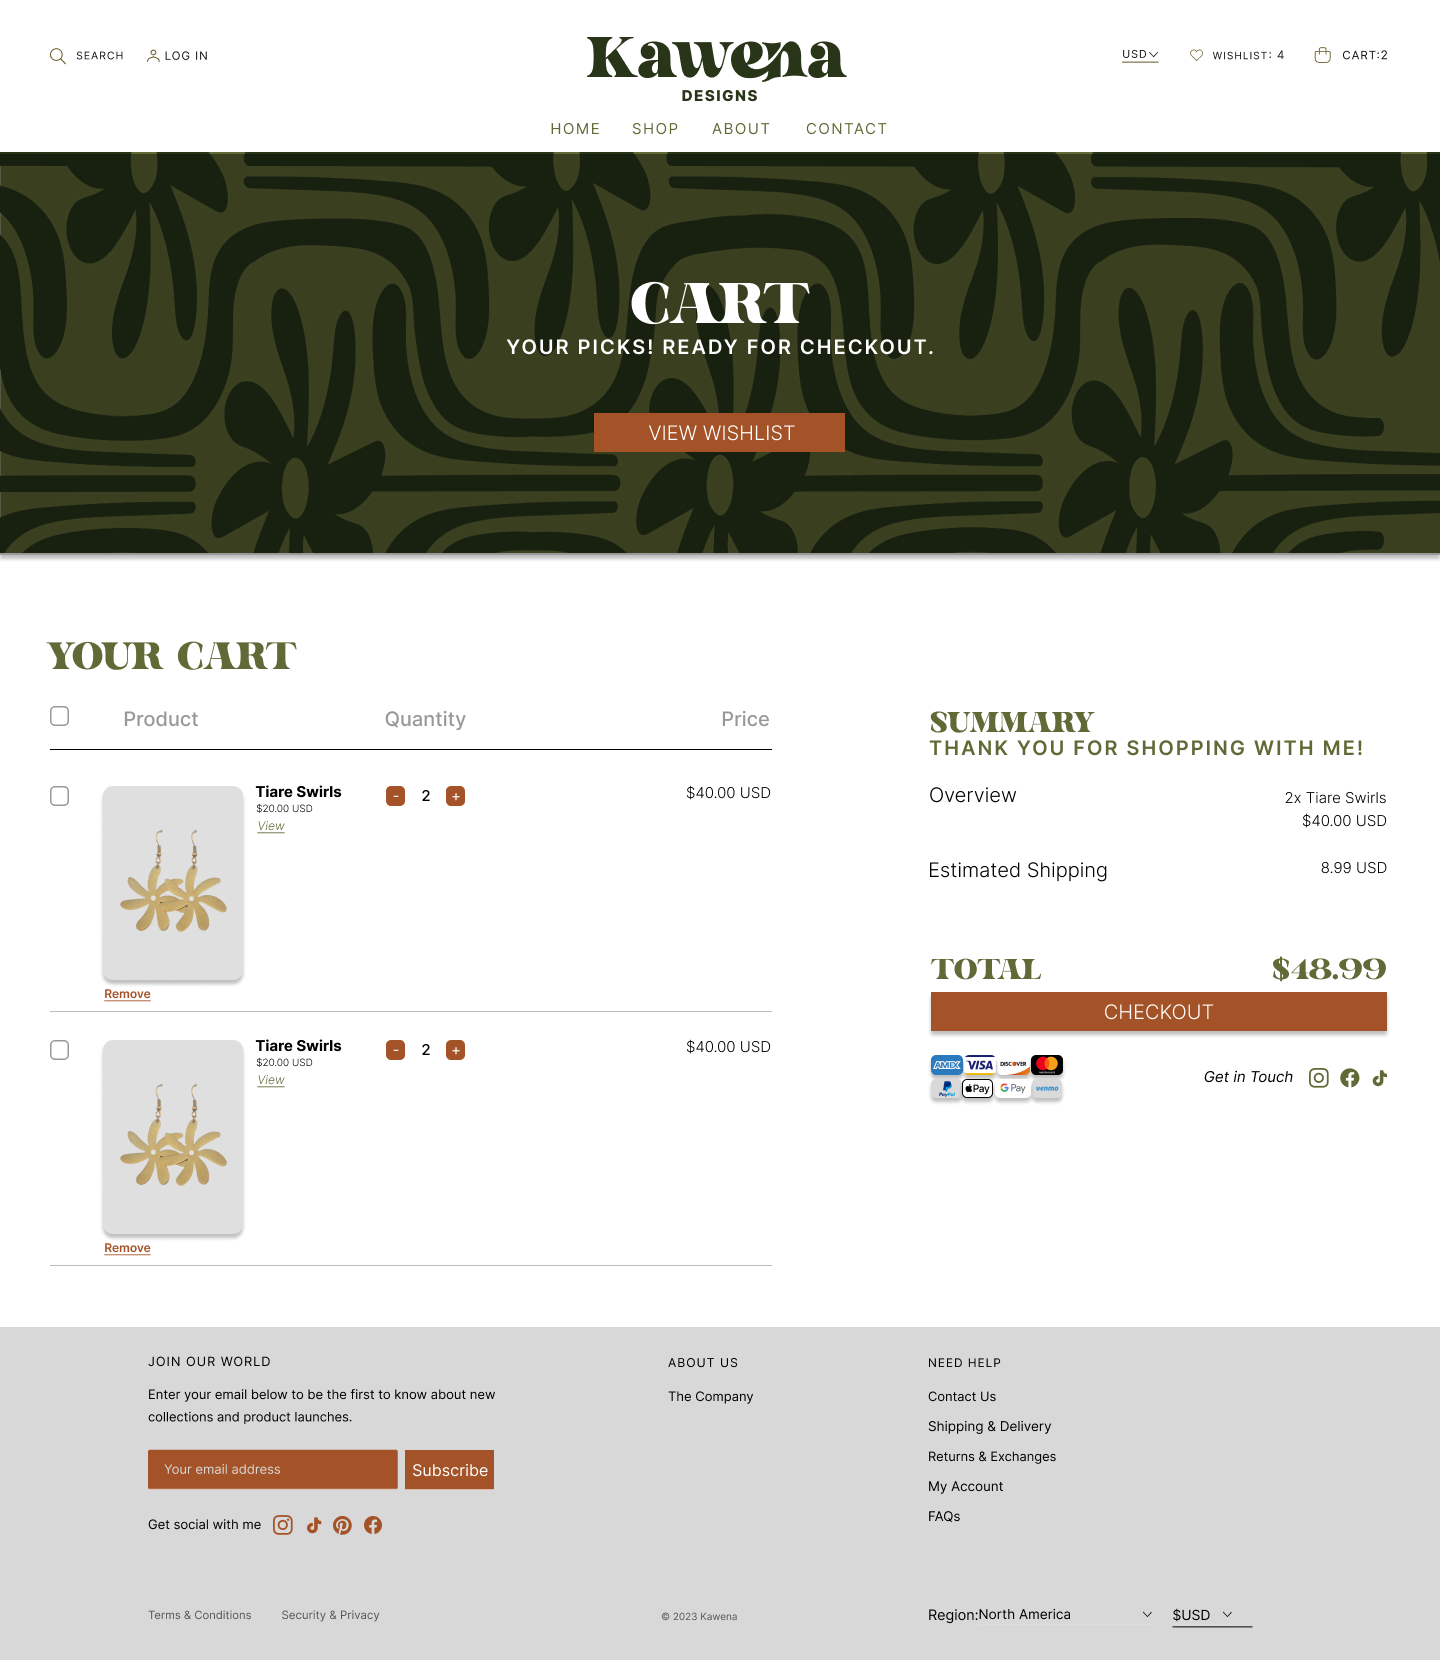 SEARCH
LOG IN
Kawena
DESIGNS
USD
WISHLIST: 4
CART:2
HOME
SHOP
ABOUT
CONTACT
CART
YOUR PICKS! READY FOR CHECKOUT.
VIEW WISHLIST
YOUR CART
Product
Quantity
Price
Tiare Swirls
$20.00 USD
View
- 2 +
$40.00 USD
Remove
Tiare Swirls
$20.00 USD
View
- 2 +
$40.00 USD
Remove
SUMMARY
THANK YOU FOR SHOPPING WITH ME!
Overview
2x Tiare Swirls
$40.00 USD
Estimated Shipping
8.99 USD
TOTAL
$48.99
CHECKOUT
AMEX
VISA
DISCOVER
PayPal
Pay
G Pay
venmo
Get in Touch
JOIN OUR WORLD
Enter your email below to be the first to know about new
collections and product launches.
Your email address
Subscribe
Get social with me
ABOUT US
The Company
NEED HELP
Contact Us
Shipping & Delivery
Returns & Exchanges
My Account
FAQs
Terms & Conditions
Security & Privacy
© 2023 Kawena
Region:North America
$USD